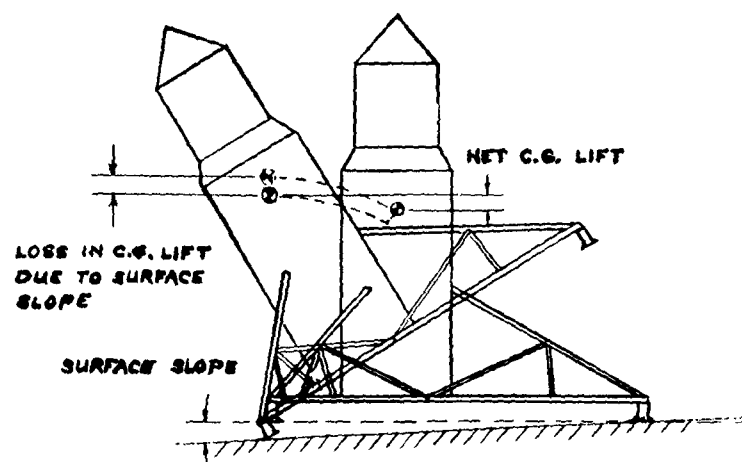 NET C.G. LIFT
LOSS IN C.G. LIFT
DUE TO SURFACE
SLOPE
SURFACE SLOPE